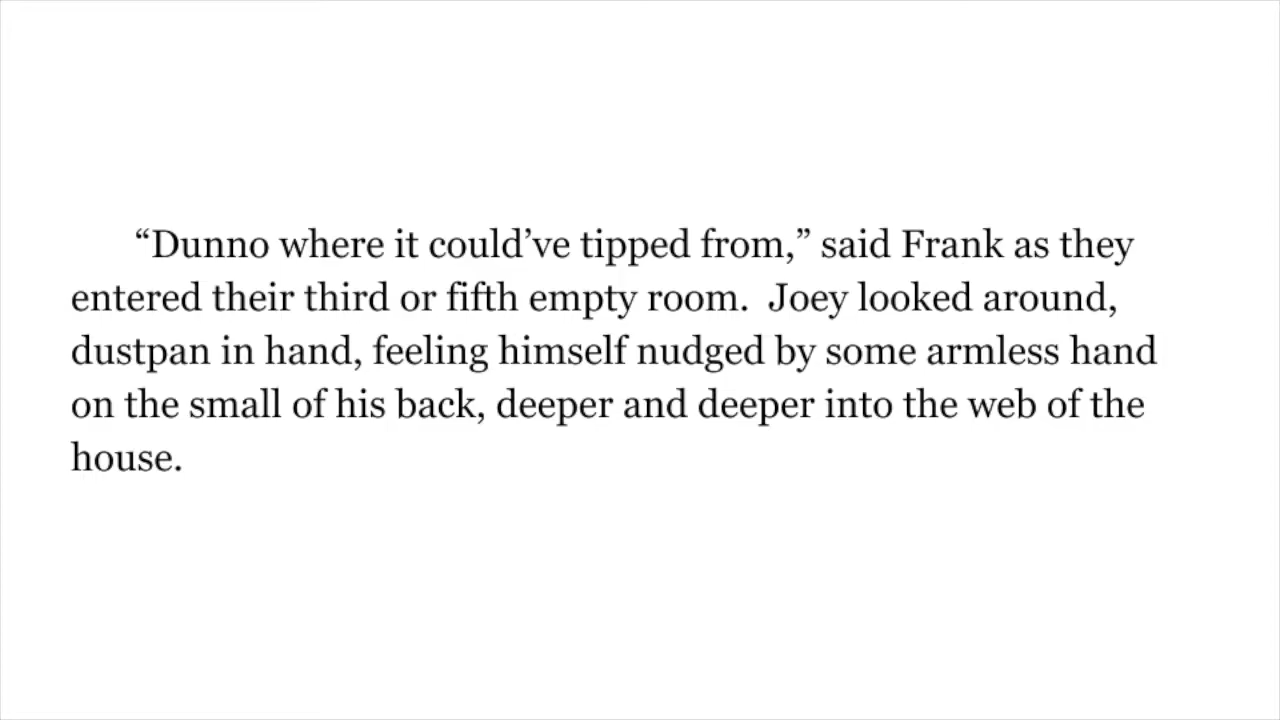 “Dunno where it could’ve tipped from,” said Frank as they
entered their third or fifth empty room.  Joey looked around,
dustpan in hand, feeling himself nudged by some armless hand
on the small of his back, deeper and deeper into the web of the
house.